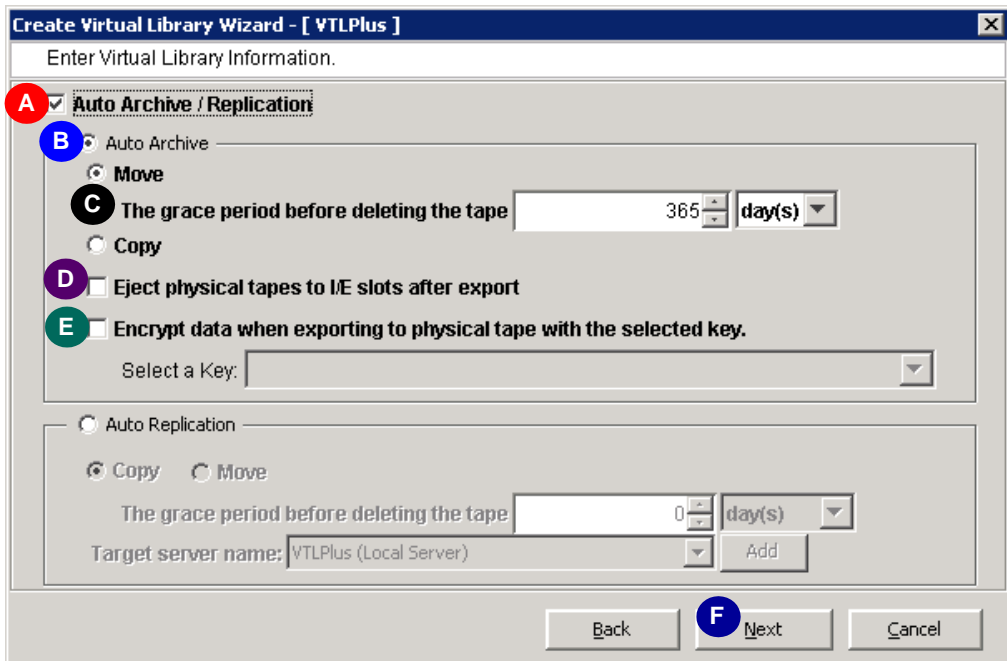 Create Virtual Library Wizard - [ VTLPlus ]
Enter Virtual Library Information.
A Auto Archive / Replication
B Auto Archive
Move
C The grace period before deleting the tape 365 day(s)
Copy
D Eject physical tapes to I/E slots after export
E Encrypt data when exporting to physical tape with the selected key.
Select a Key:
Auto Replication
Copy Move
The grace period before deleting the tape 0 day(s)
Target server name: VTLPlus (Local Server) Add
Back F Next Cancel